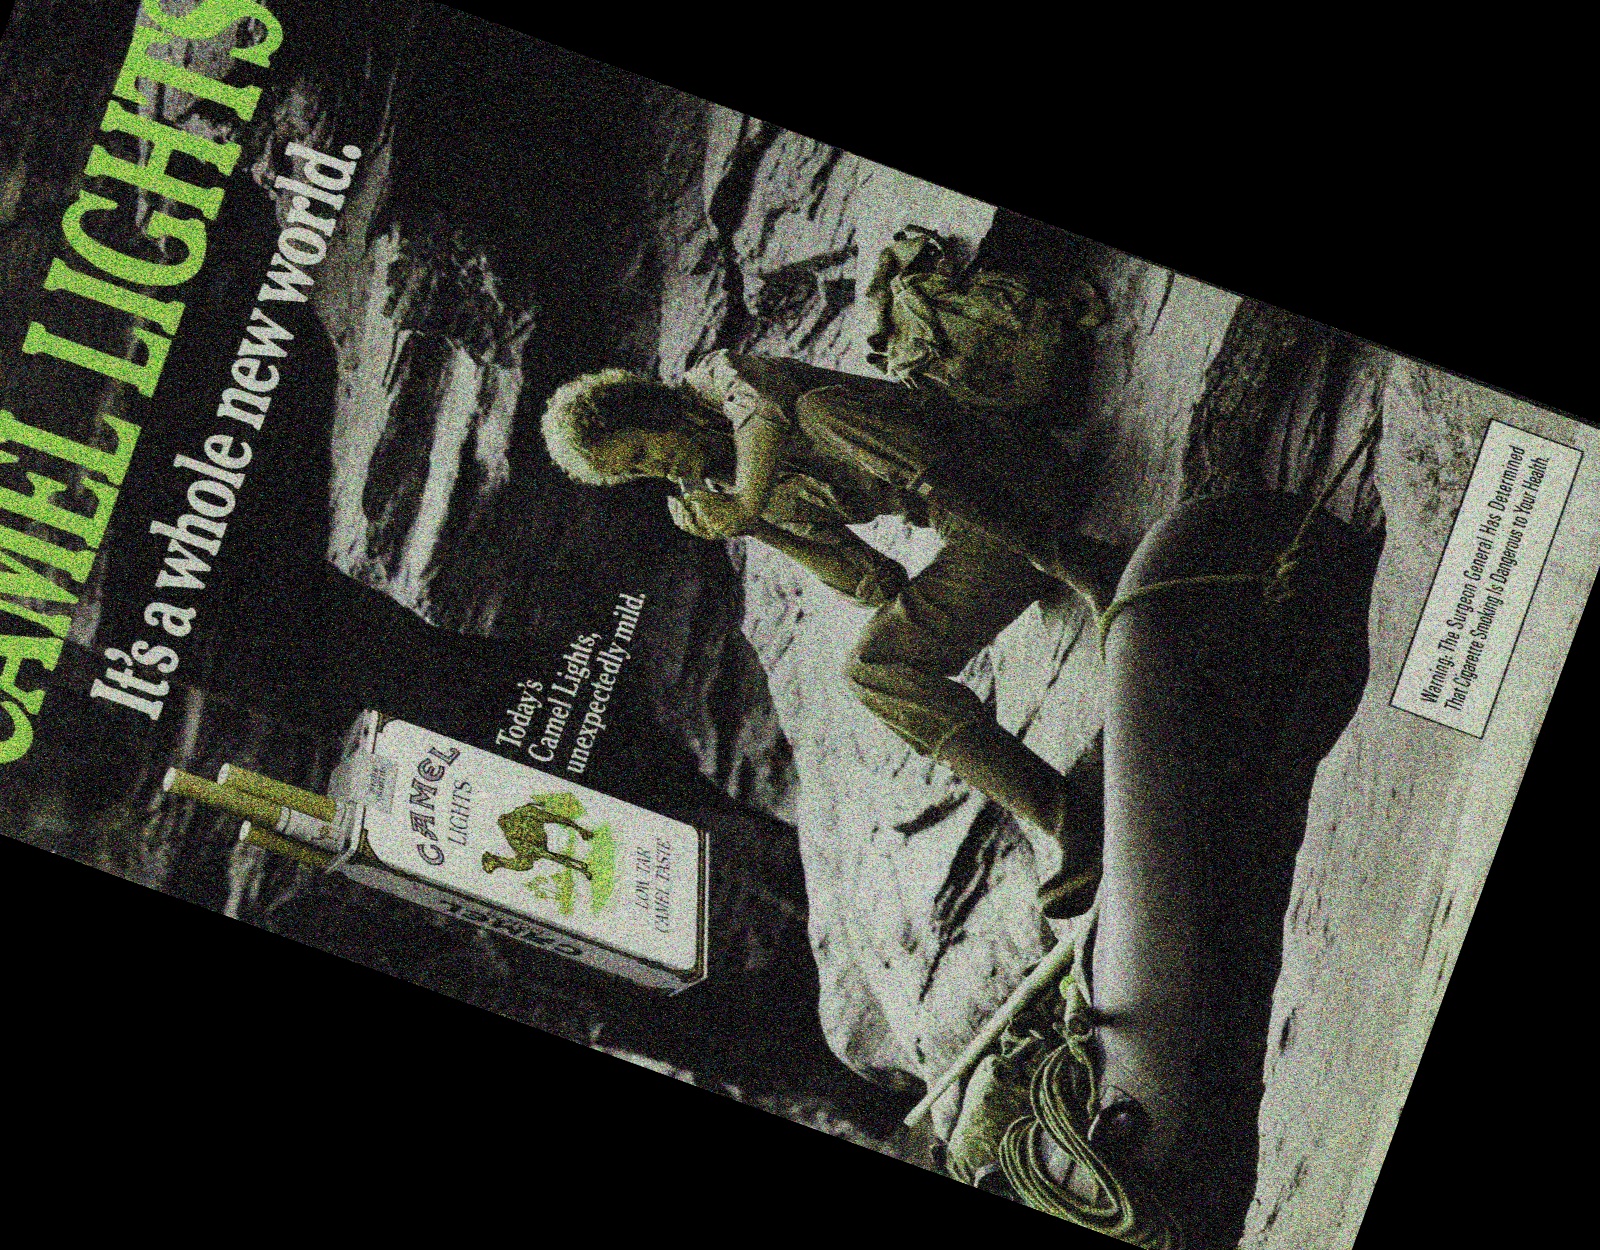 CAMEL LIGHTS
It's a whole new world.
Today's
Camel Lights,
unexpectedly mild.
CAMEL
LIGHTS
LOW TAR
CAMEL TASTE
CAMEL
Warning: The Surgeon General Has Determined
That Cigarette Smoking Is Dangerous to Your Health.